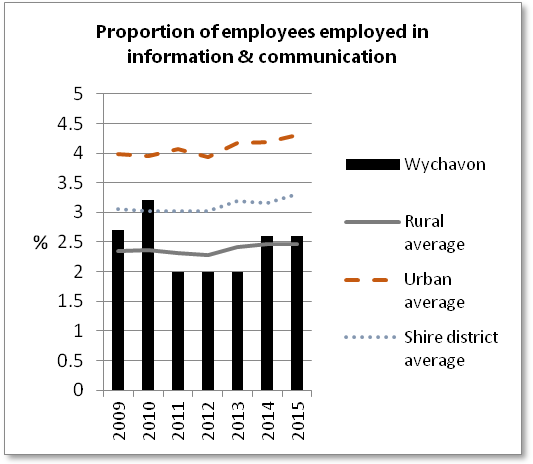 Proportion of employees employed in
information & communication
5
4.5
4
3.5
3
2.5
2
1.5
1
0.5
0
%
2009
2010
2011
2012
2013
2014
2015
Wychavon
Rural
average
Urban
average
Shire district
average